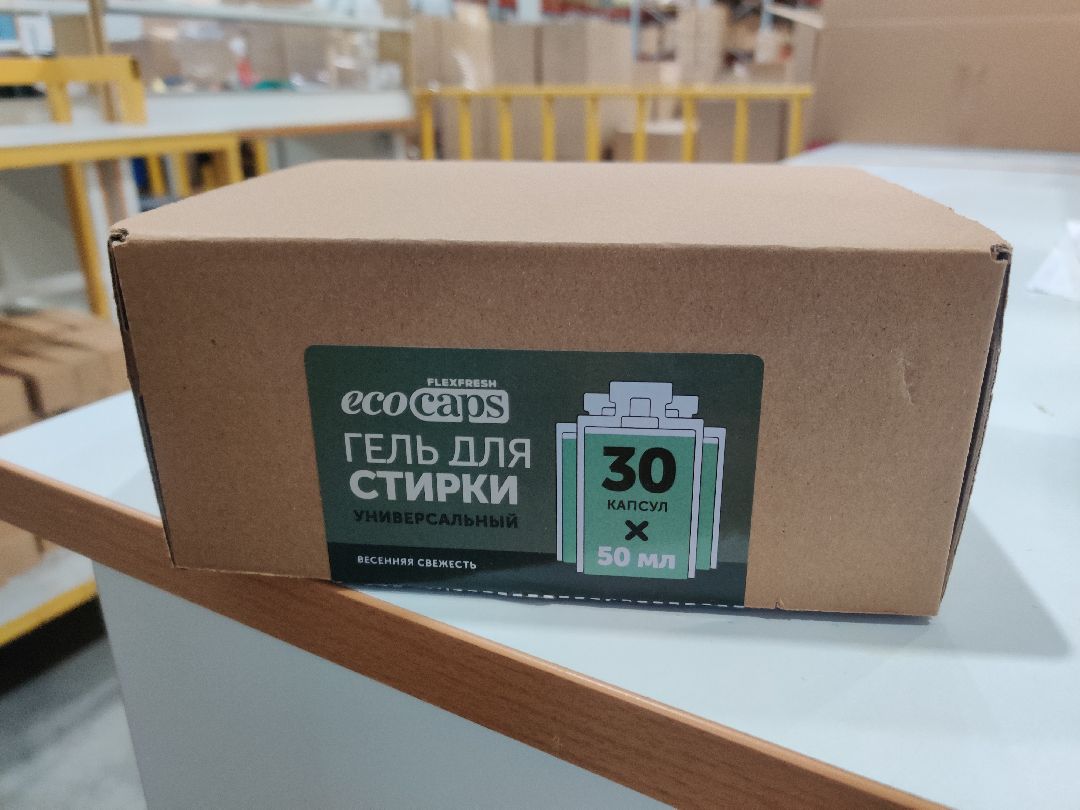 FLEXFRESH
ecocaps
ГЕЛЬ ДЛЯ
СТИРКИ
УНИВЕРСАЛЬНЫЙ
ВЕСЕННЯЯ СВЕЖЕСТЬ
30
КАПСУЛ
X
50 МЛ